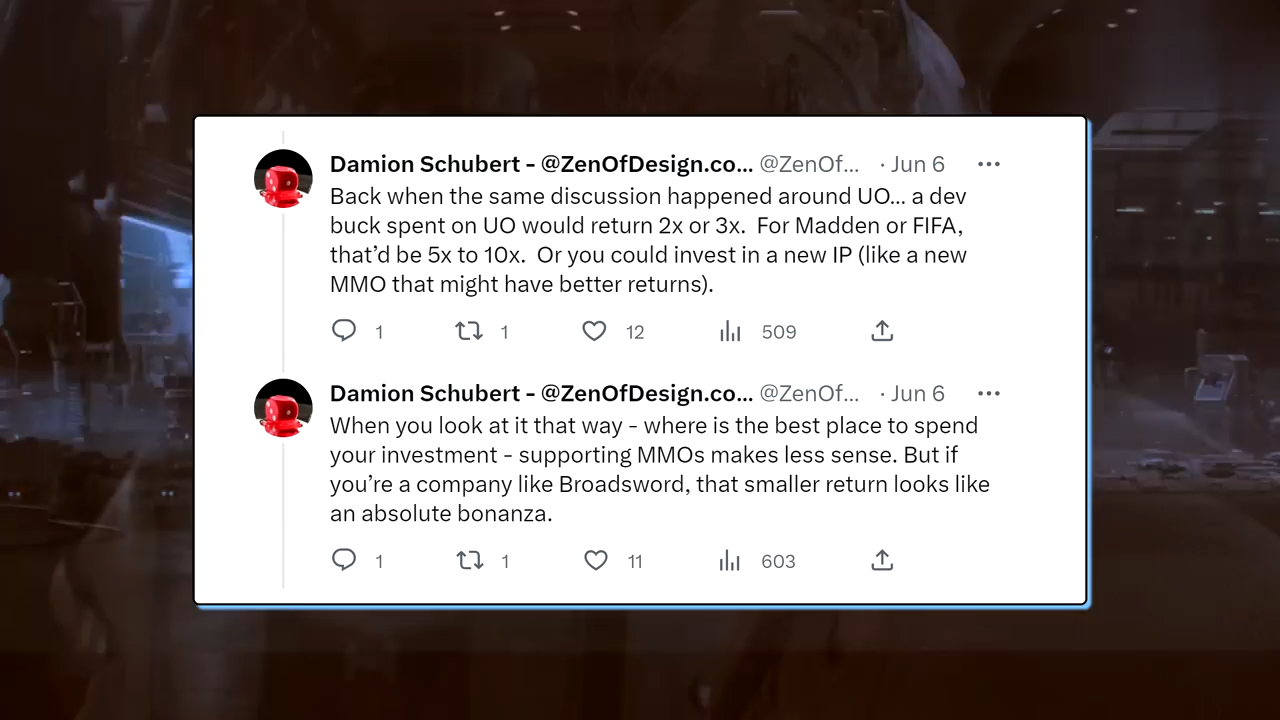 Damion Schubert - @ZenOfDesign.co... @ZenOf... · Jun 6 •••
Back when the same discussion happened around UO... a dev
buck spent on UO would return 2x or 3x.  For Madden or FIFA,
that’d be 5x to 10x.  Or you could invest in a new IP (like a new
MMO that might have better returns).
1 1 12 509
Damion Schubert - @ZenOfDesign.co... @ZenOf... · Jun 6 •••
When you look at it that way - where is the best place to spend
your investment - supporting MMOs makes less sense. But if
you’re a company like Broadsword, that smaller return looks like
an absolute bonanza.
1 1 11 603